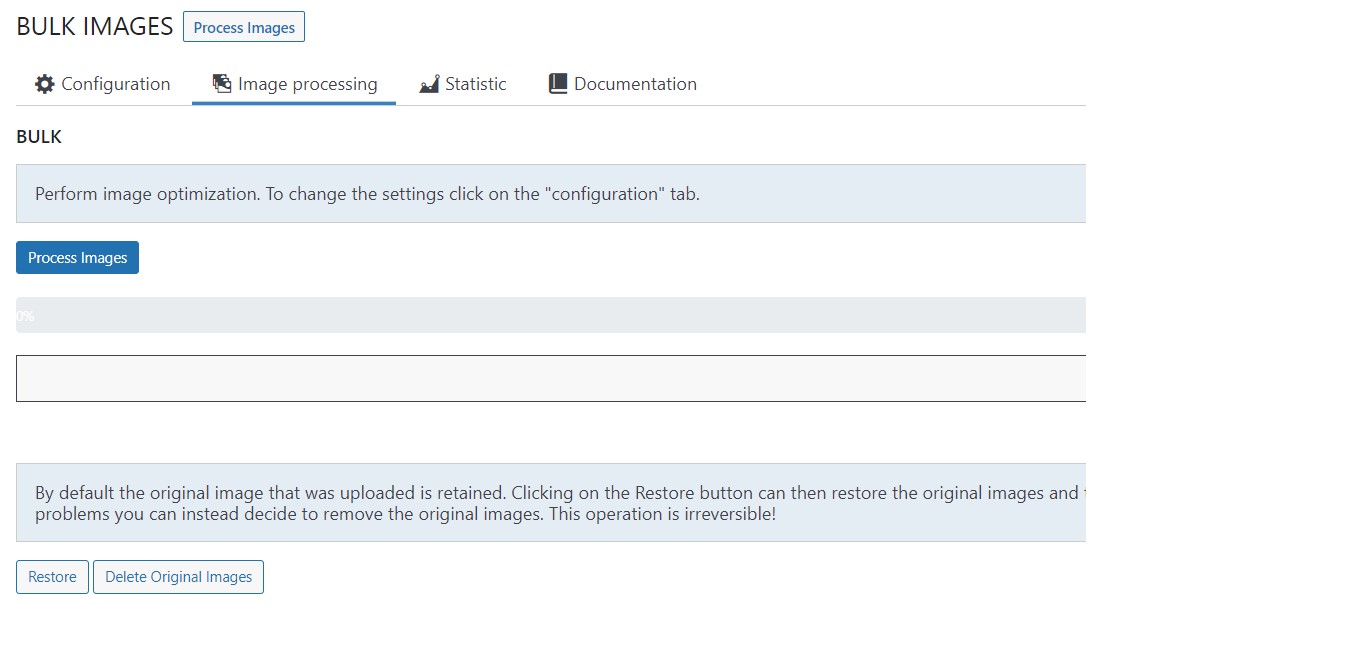 BULK IMAGES Process Images
Configuration Image processing Statistic Documentation
BULK
Perform image optimization. To change the settings click on the "configuration" tab.
Process Images
0%
By default the original image that was uploaded is retained. Clicking on the Restore button can then restore the original images and
problems you can instead decide to remove the original images. This operation is irreversible!
Restore Delete Original Images